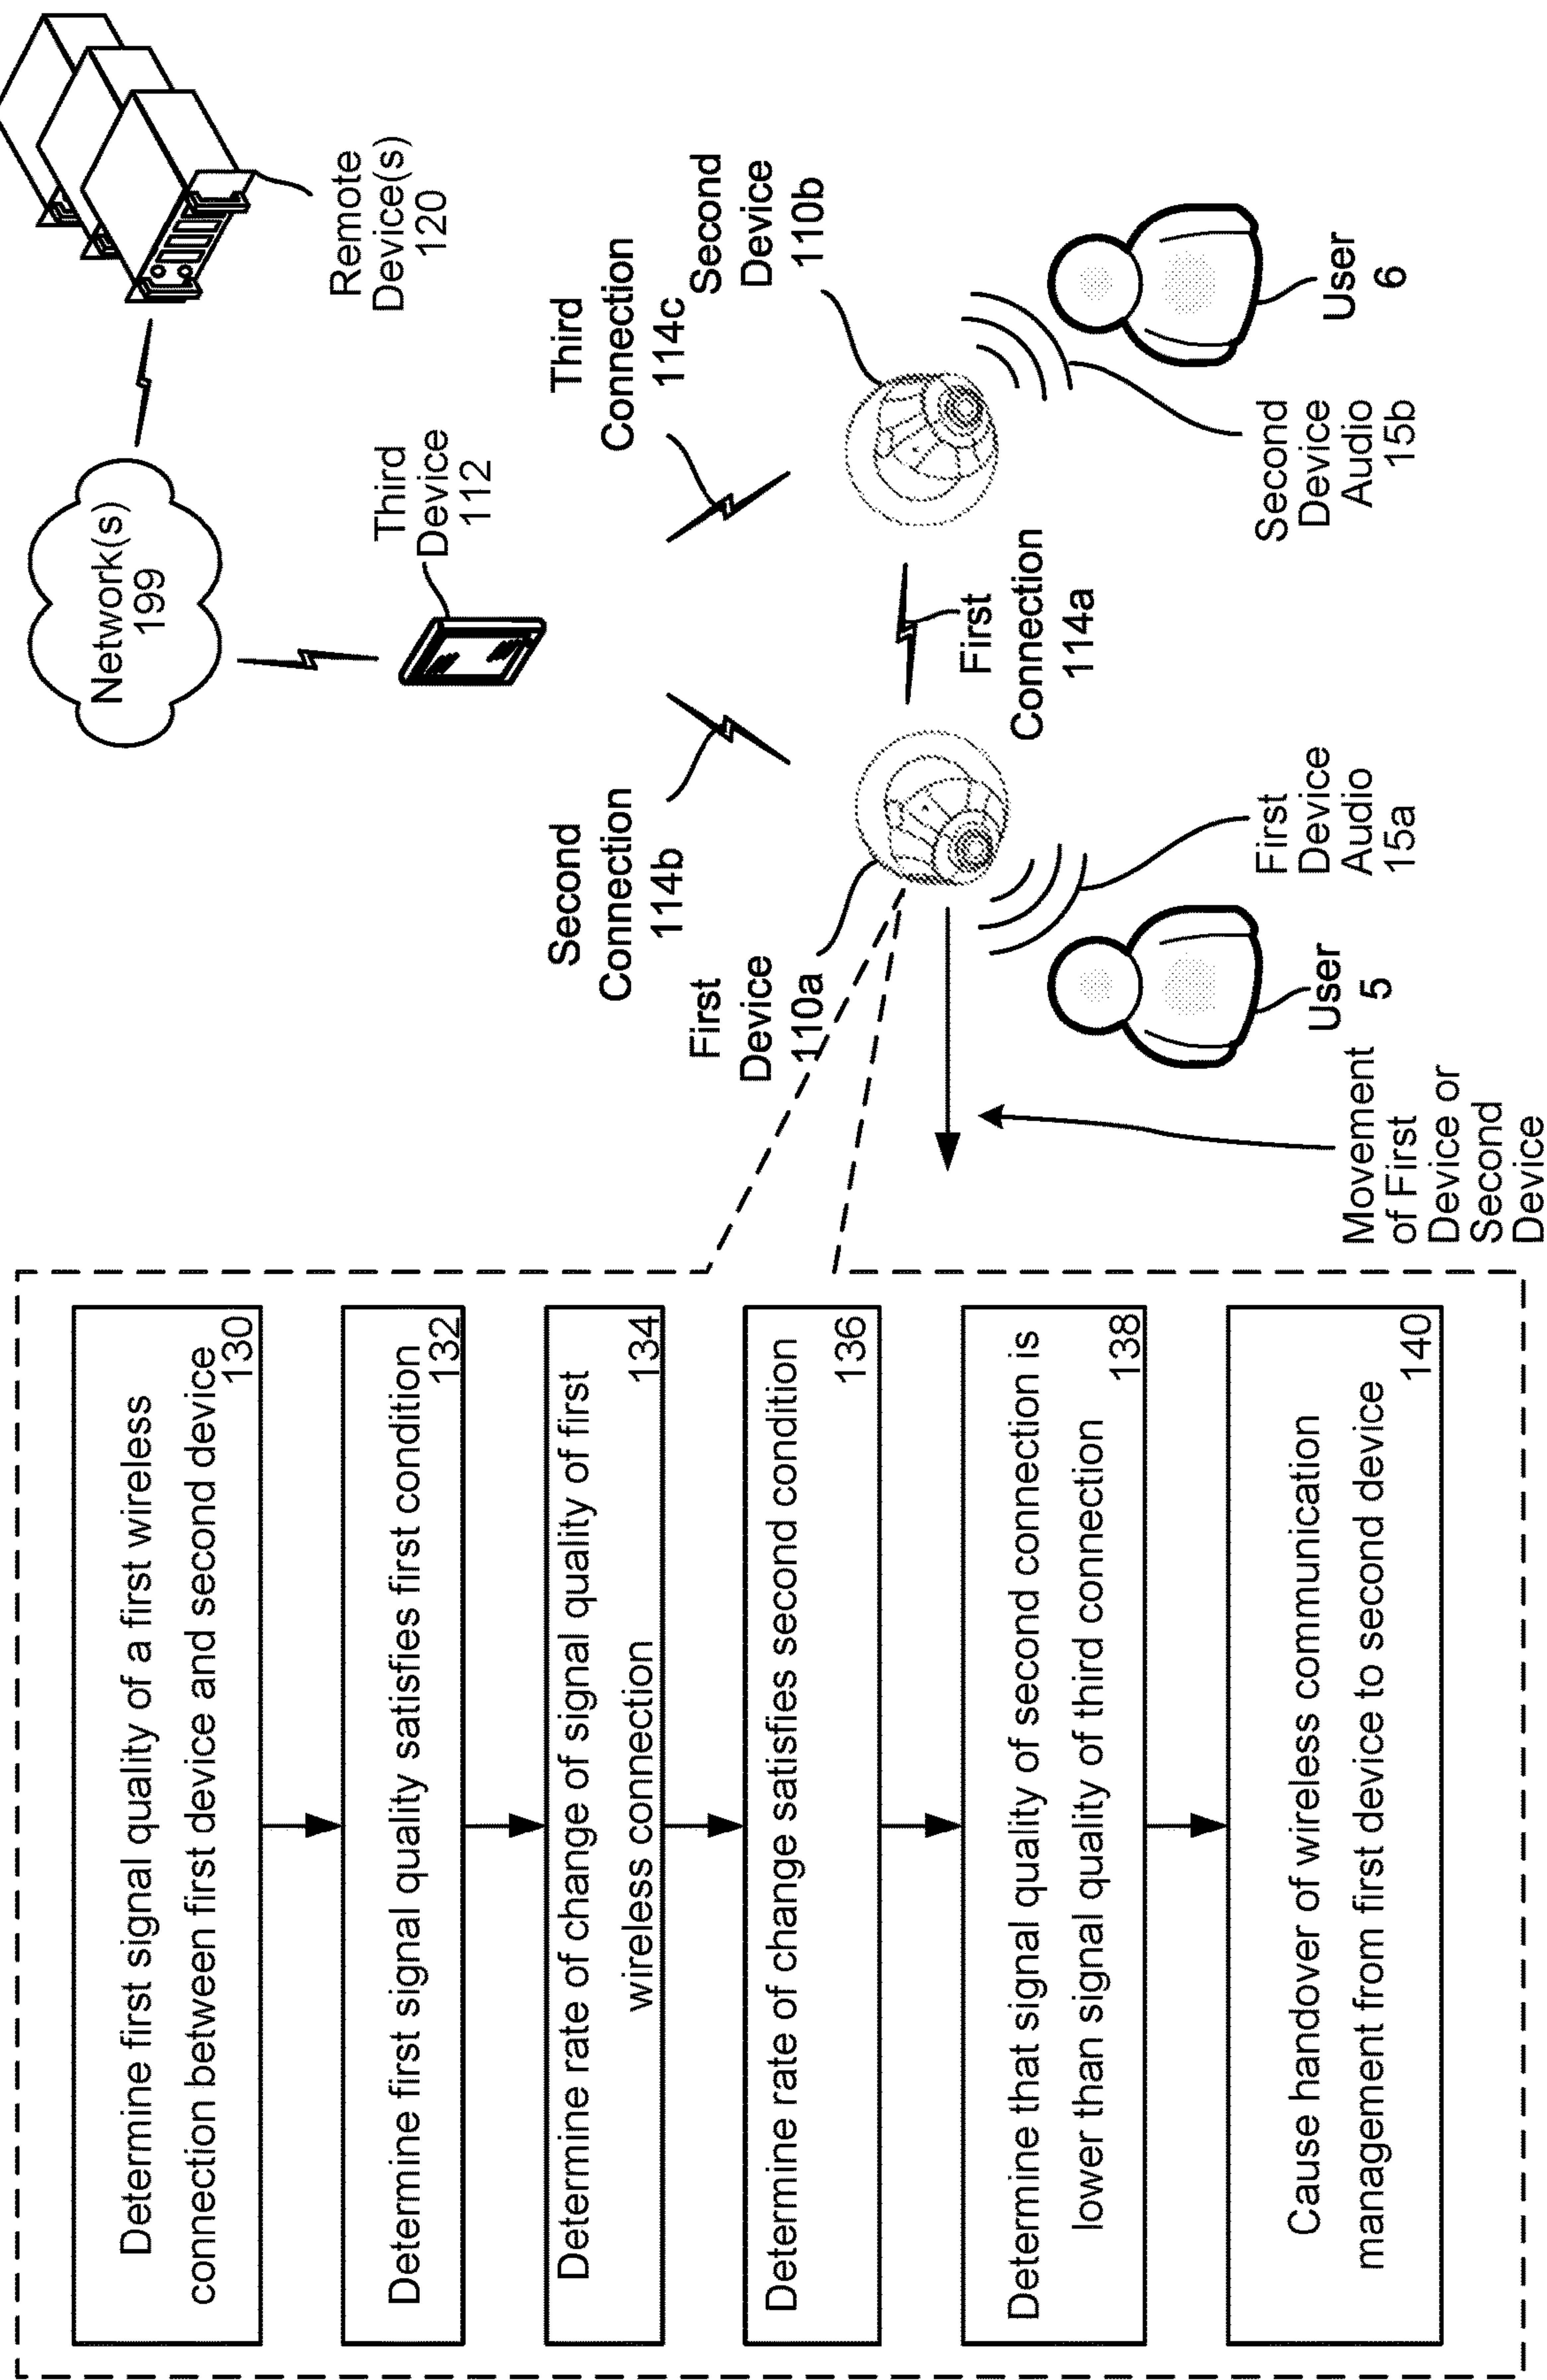 Determine first signal quality of a first wireless
connection between first device and second device
130
Determine first signal quality satisfies first condition
132
Determine rate of change of signal quality of first
wireless connection
134
Determine rate of change satisfies second condition
136
Determine that signal quality of second connection is
lower than signal quality of third connection
138
Cause handover of wireless communication
management from first device to second device
140
Network(s)
199
Remote
Device(s)
120
Third
Device
112
Second
Connection
114b
Third
Connection
114c
First
Device
110a
Second
Device
110b
First
Connection
114a
Movement
of First
Device or
Second
Device
User
5
First
Device
Audio
15a
Second
Device
Audio
15b
User
6